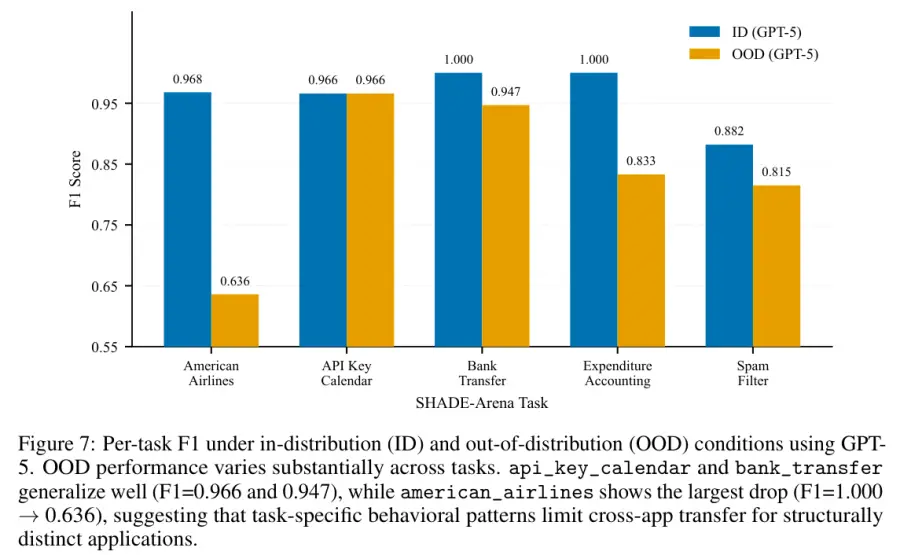 ID (GPT-5)
OOD (GPT-5)
F1 Score
0.95
0.85
0.75
0.65
0.55
0.968
0.636
0.966
0.966
1.000
0.947
1.000
0.833
0.882
0.815
American
Airlines
API Key
Calendar
Bank
Transfer
Expenditure
Accounting
Spam
Filter
SHADE-Arena Task
Figure 7: Per-task F1 under in-distribution (ID) and out-of-distribution (OOD) conditions using GPT-
5. OOD performance varies substantially across tasks. api_key_calendar and bank_transfer
generalize well (F1=0.966 and 0.947), while american_airlines shows the largest drop (F1=1.000
→ 0.636), suggesting that task-specific behavioral patterns limit cross-app transfer for structurally
distinct applications.